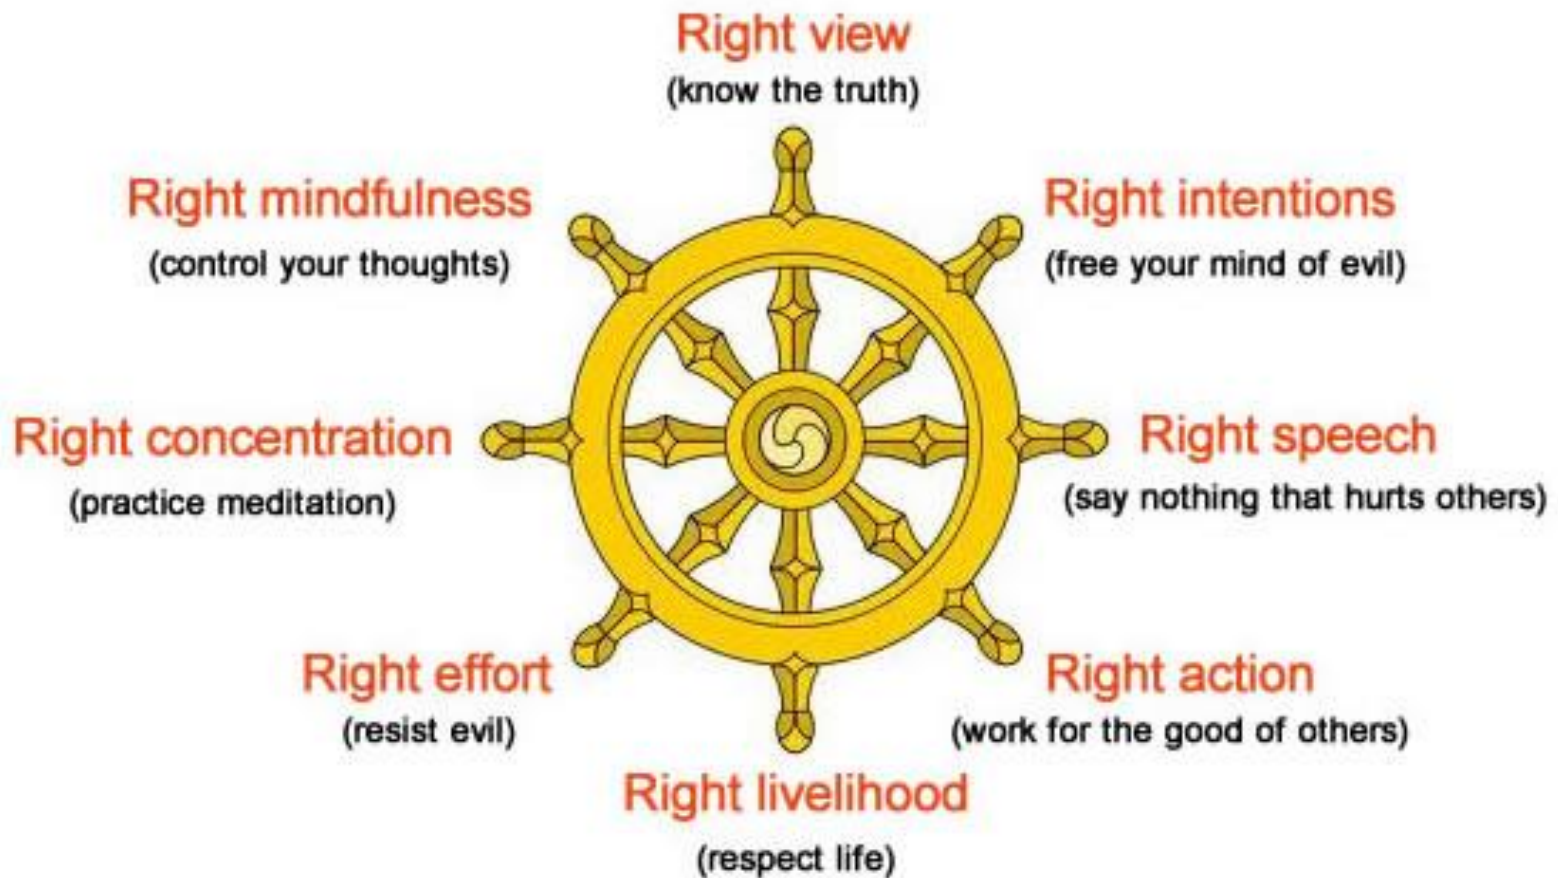 Right view
(know the truth)
Right mindfulness
(control your thoughts)
Right intentions
(free your mind of evil)
Right concentration
(practice meditation)
Right speech
(say nothing that hurts others)
Right effort
(resist evil)
Right action
(work for the good of others)
Right livelihood
(respect life)